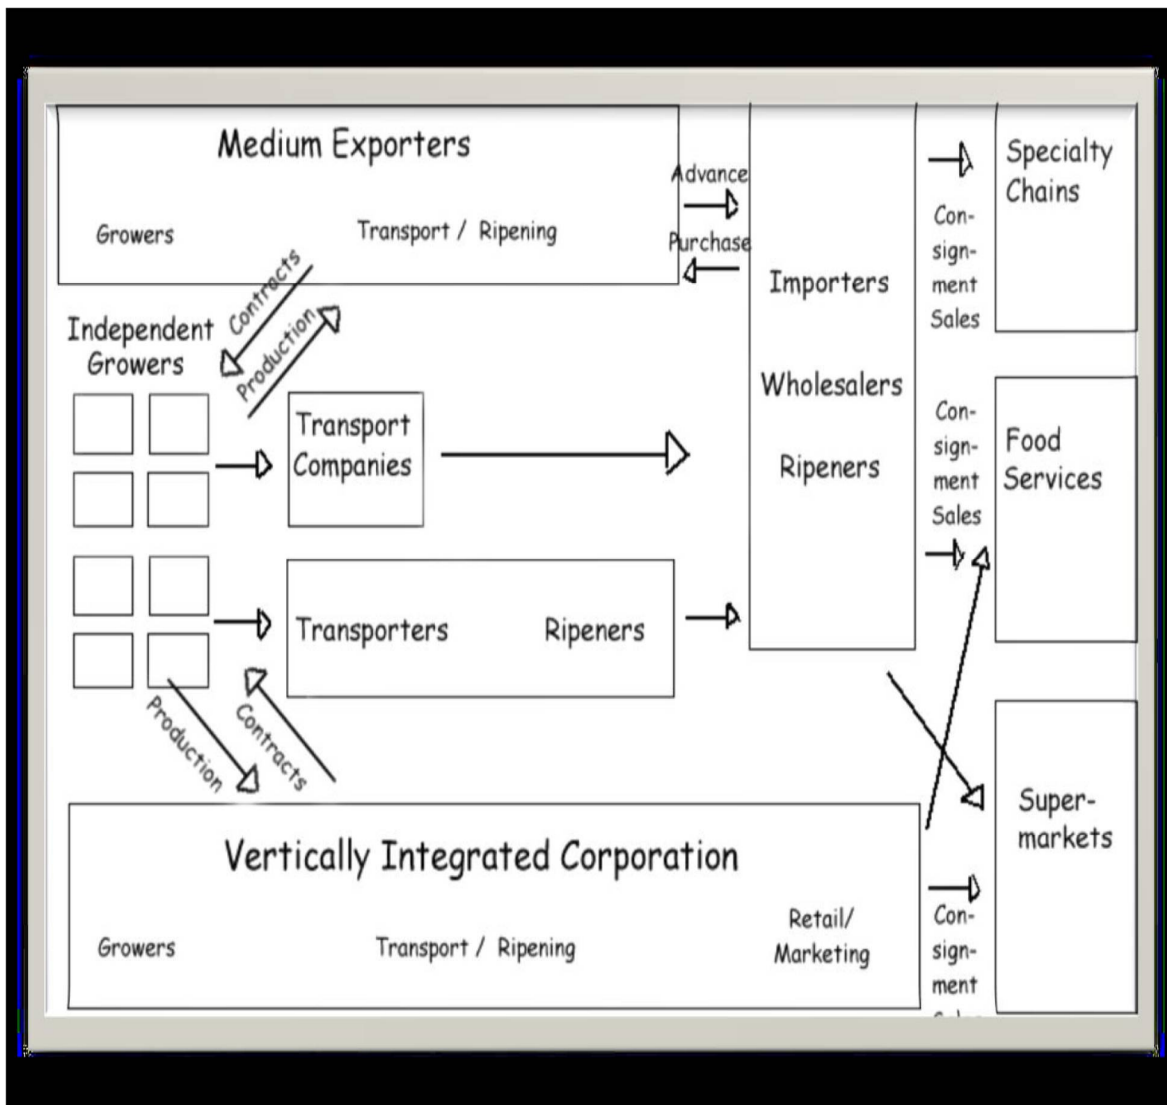 Medium Exporters
Growers
Transport / Ripening
Advance
Purchase
Contracts
Production
Independent
Growers
Transport
Companies
Transporters
Ripeners
Importers
Wholesalers
Ripeners
Con-
sign-
ment
Sales
Con-
sign-
ment
Sales
Specialty
Chains
Food
Services
Super-
markets
Production
Contracts
Vertically Integrated Corporation
Growers
Transport / Ripening
Retail/
Marketing
Con-
sign-
ment